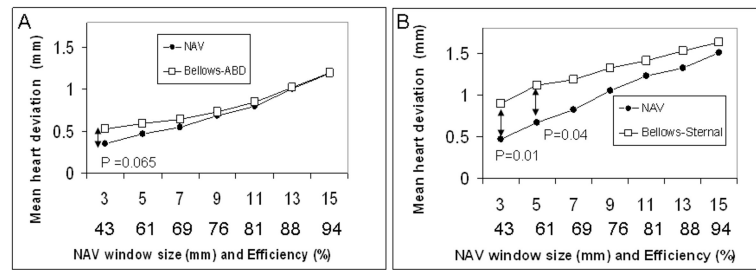 A
Mean heart deviation (mm)
1.5
1
0.5
0
NAV
Bellows-ABD
P =0.065
3 5 7 9 11 13 15
43 61 69 76 81 88 94
NAV window size (mm) and Efficiency (%)
B
Mean heart deviation (mm)
1.5
1
0.5
0
P=0.04
P=0.01
NAV
Bellows-Sternal
3 5 7 9 11 13 15
43 61 69 76 81 88 94
NAV window size (mm) and Efficiency (%)